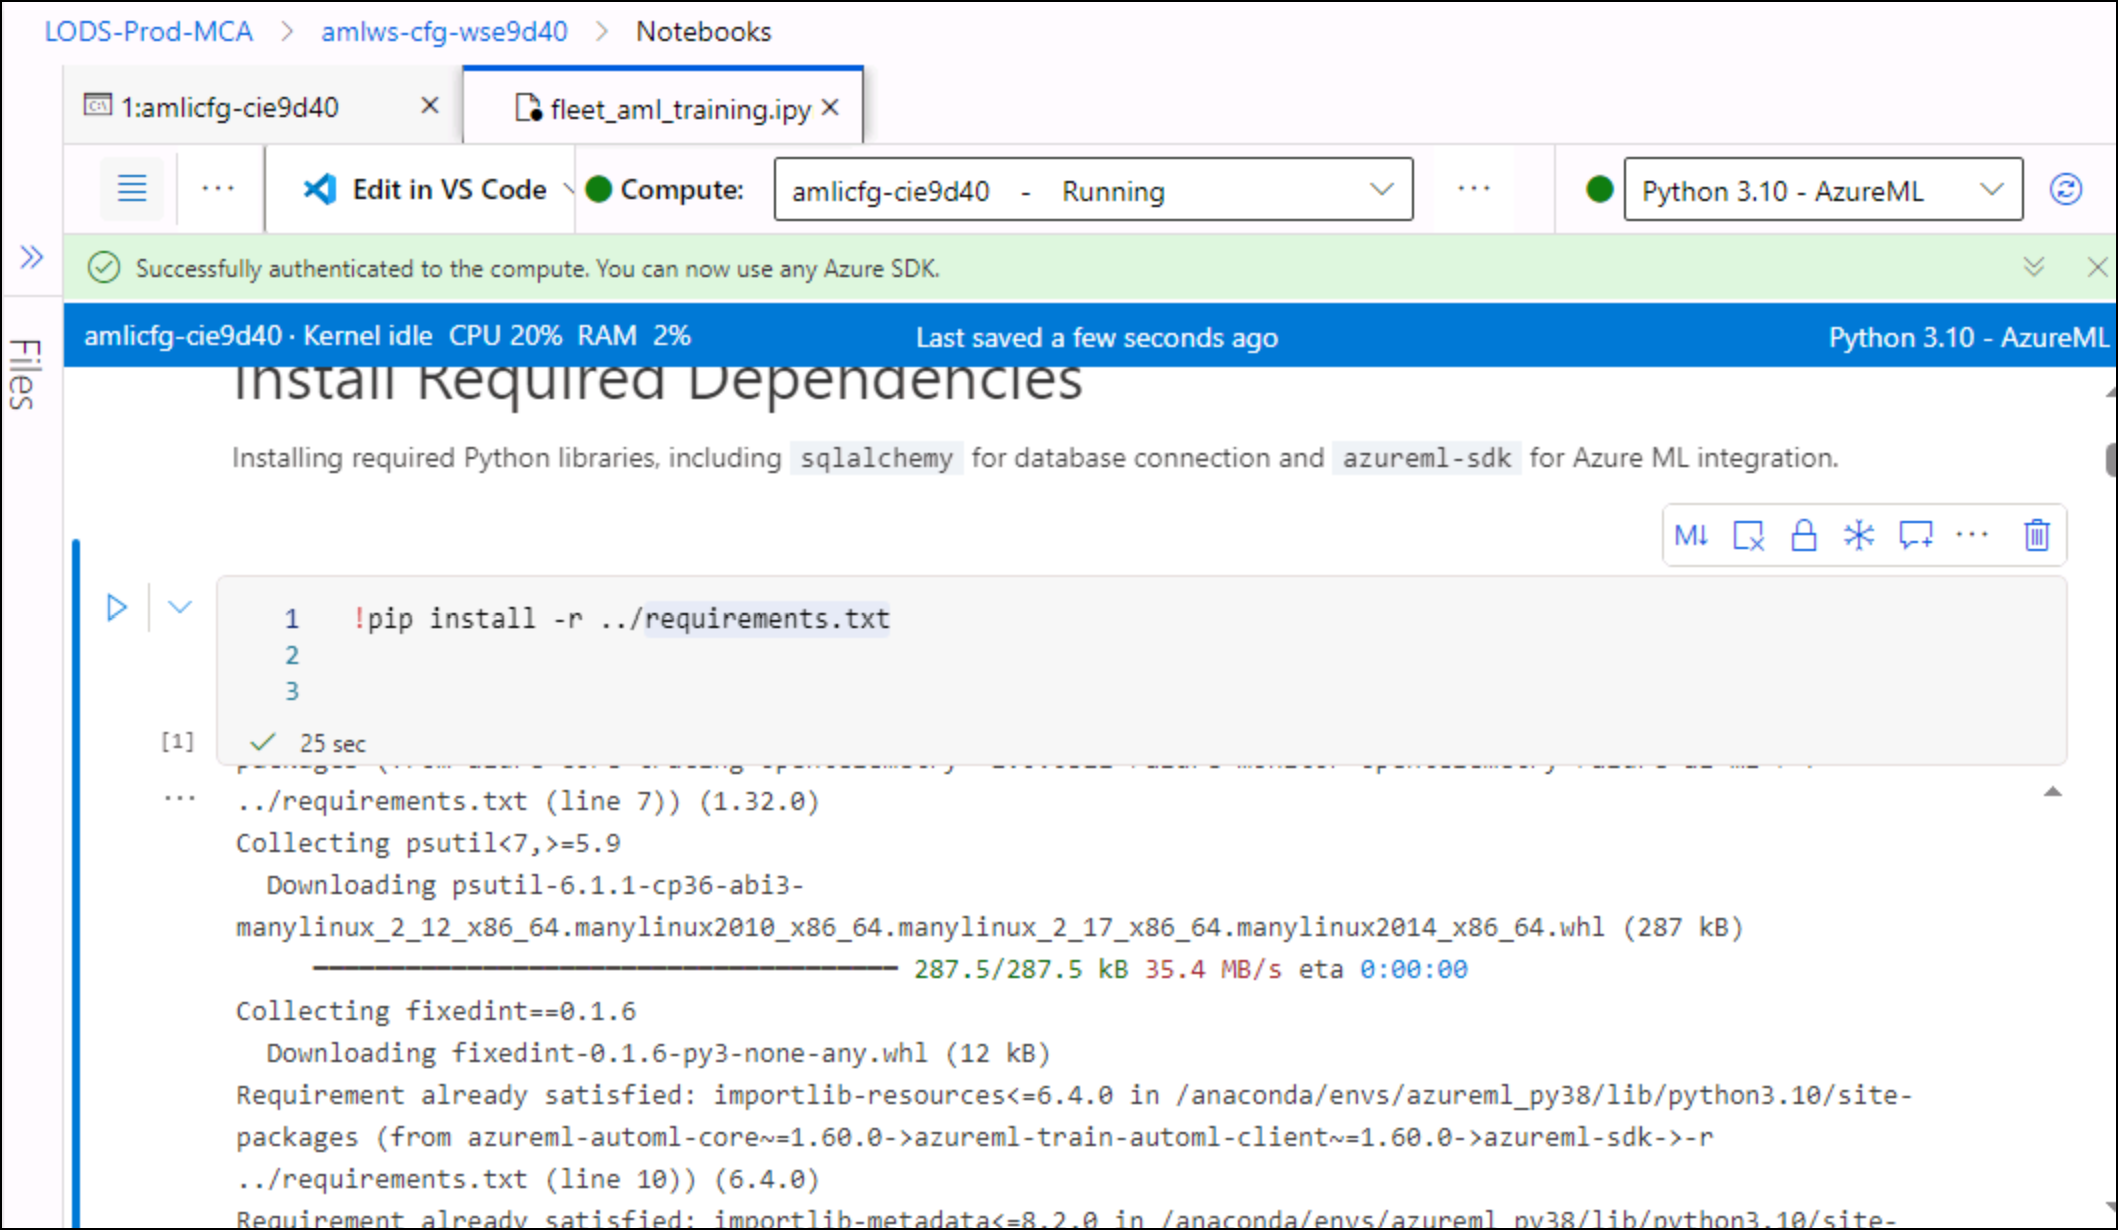 LODS-Prod-MCA > amlws-cfg-wse9d40 > Notebooks
1:amlicfg-cie9d40
fleet_aml_training.ipy
Edit in VS Code
Compute:
amlicfg-cie9d40 - Running
Python 3.10 - AzureML
Successfully authenticated to the compute. You can now use any Azure SDK.
amlicfg-cie9d40 · Kernel idle CPU 20% RAM 2%
Last saved a few seconds ago
Python 3.10 - AzureML
Files
Install Required Dependencies
Installing required Python libraries, including sqlalchemy for database connection and azureml-sdk for Azure ML integration.
M↓
1 !pip install -r ../requirements.txt
2
3
[1]
25 sec
../requirements.txt (line 7)) (1.32.0)
Collecting psutil<7,>=5.9
Downloading psutil-6.1.1-cp36-abi3-
manylinux_2_12_x86_64.manylinux2010_x86_64.manylinux_2_17_x86_64.manylinux2014_x86_64.whl (287 kB)
287.5/287.5 kB 35.4 MB/s eta 0:00:00
Collecting fixedint==0.1.6
Downloading fixedint-0.1.6-py3-none-any.whl (12 kB)
Requirement already satisfied: importlib-resources<=6.4.0 in /anaconda/envs/azureml_py38/lib/python3.10/site-
packages (from azureml-automl-core~=1.60.0->azureml-train-automl-client~=1.60.0->azureml-sdk->-r
../requirements.txt (line 10)) (6.4.0)
Requirement already satisfied: importlib-metadata<=8.2.0 in /anaconda/envs/azureml_py38/lib/python3.10/site-